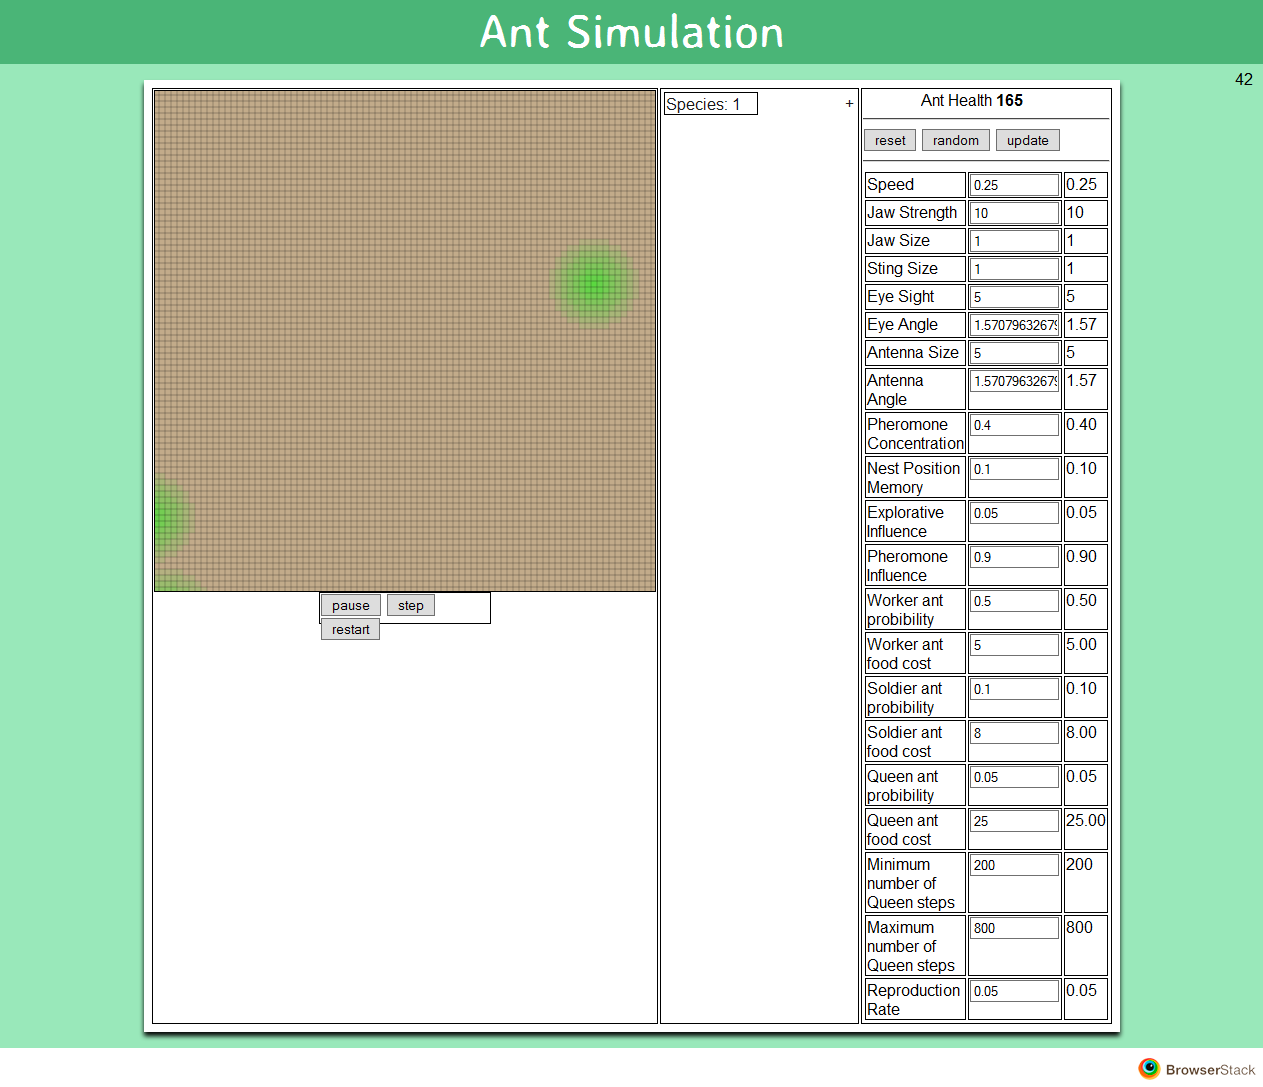 Ant Simulation
42
Species: 1
+
Ant Health 165
reset random update
Speed 0.25 0.25
Jaw Strength 10 10
Jaw Size 1 1
Sting Size 1 1
Eye Sight 5 5
Eye Angle 1.5707963267 1.57
Antenna Size 5 5
Antenna 1.5707963267 1.57
Angle
Pheromone 0.4 0.40
Concentration
Nest Position 0.1 0.10
Memory
Explorative 0.05 0.05
Influence
Pheromone 0.9 0.90
Influence
Worker ant 0.5 0.50
probibility
Worker ant 5 5.00
food cost
Soldier ant 0.1 0.10
probibility
Soldier ant 8 8.00
food cost
Queen ant 0.05 0.05
probibility
Queen ant 25 25.00
food cost
Minimum 200 200
number of
Queen steps
Maximum 800 800
number of
Queen steps
Reproduction 0.05 0.05
Rate
pause step
restart
BrowserStack